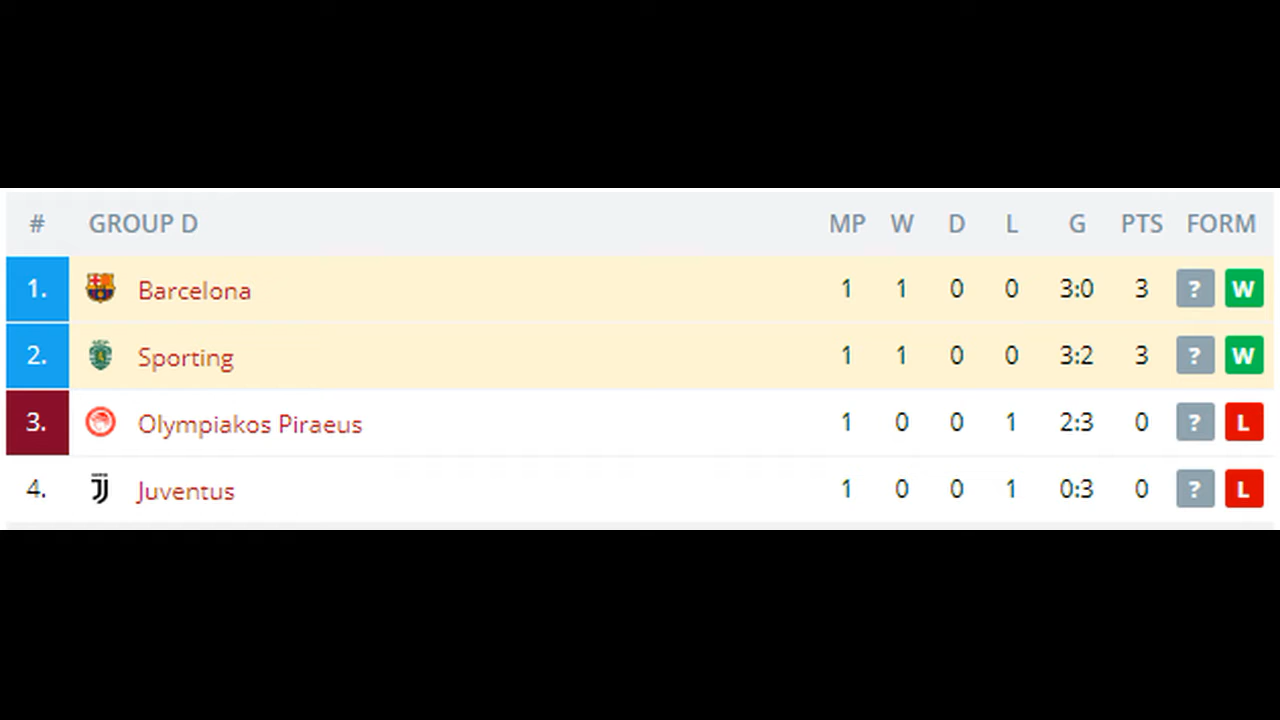 # GROUP D MP W D L G PTS FORM
1. Barcelona 1 1 0 0 3:0 3 ? W
2. Sporting 1 1 0 0 3:2 3 ? W
3. Olympiakos Piraeus 1 0 0 1 2:3 0 ? L
4. Juventus 1 0 0 1 0:3 0 ? L